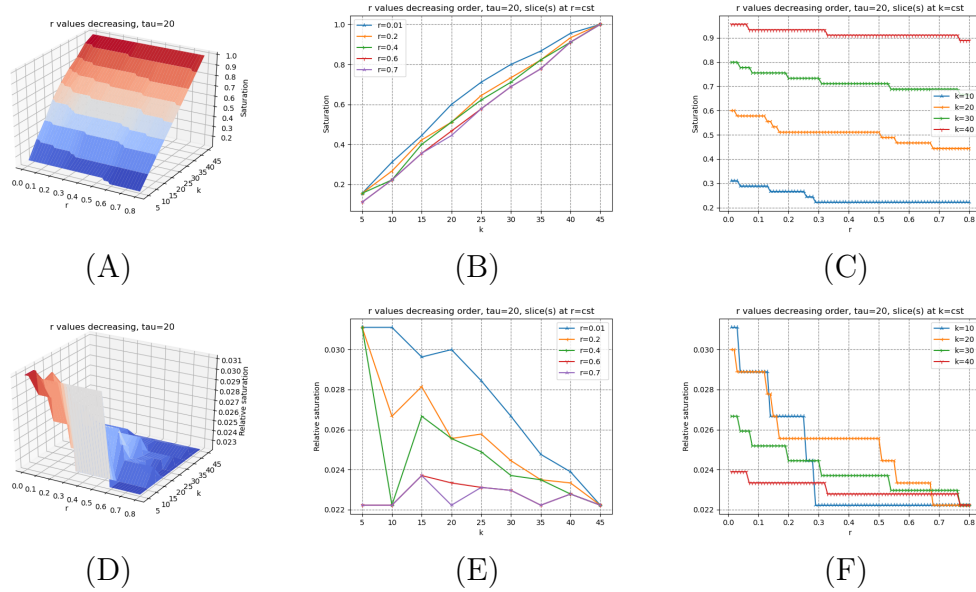 r values decreasing, tau=20
1.0
0.9
0.8
0.7
0.6
0.5
0.4
0.3
0.2
Saturation
0.0 0.1 0.2 0.3 0.4 0.5 0.6 0.7 0.8
r
5 10 15 20 25 30 35 40 45
k
(A)
r values decreasing order, tau=20, slice(s) at r=cst
r=0.01
r=0.2
r=0.4
r=0.6
r=0.7
1.0
0.8
0.6
0.4
0.2
Saturation
5 10 15 20 25 30 35 40 45
k
(B)
r values decreasing order, tau=20, slice(s) at k=cst
0.9
0.8
0.7
0.6
0.5
0.4
0.3
0.2
Saturation
k=10
k=20
k=30
k=40
0.0 0.1 0.2 0.3 0.4 0.5 0.6 0.7 0.8
r
(C)
r values decreasing, tau=20
0.031
0.030
0.029
0.028
0.027
0.026
0.025
0.024
0.023
Relative saturation
0.0 0.1 0.2 0.3 0.4 0.5 0.6 0.7 0.8
r
5 10 15 20 25 30 35 40 45
k
(D)
r values decreasing order, tau=20, slice(s) at r=cst
r=0.01
r=0.2
r=0.4
r=0.6
r=0.7
0.030
0.028
0.026
0.024
0.022
Relative saturation
5 10 15 20 25 30 35 40 45
k
(E)
r values decreasing order, tau=20, slice(s) at k=cst
k=10
k=20
k=30
k=40
0.030
0.028
0.026
0.024
0.022
Relative saturation
0.0 0.1 0.2 0.3 0.4 0.5 0.6 0.7 0.8
r
(F)